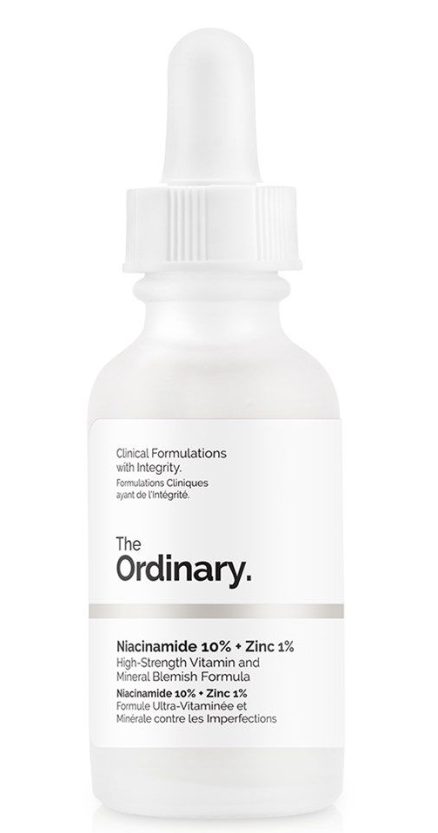 Clinical Formulations
with Integrity.
Formulations Cliniques
ayant de l'Intégrité.
The
Ordinary.
Niacinamide 10% + Zinc 1%
High-Strength Vitamin and
Mineral Blemish Formula
Niacinamide 10% + Zinc 1%
Formule Ultra-Vitaminée et
Minérale contre les Imperfections